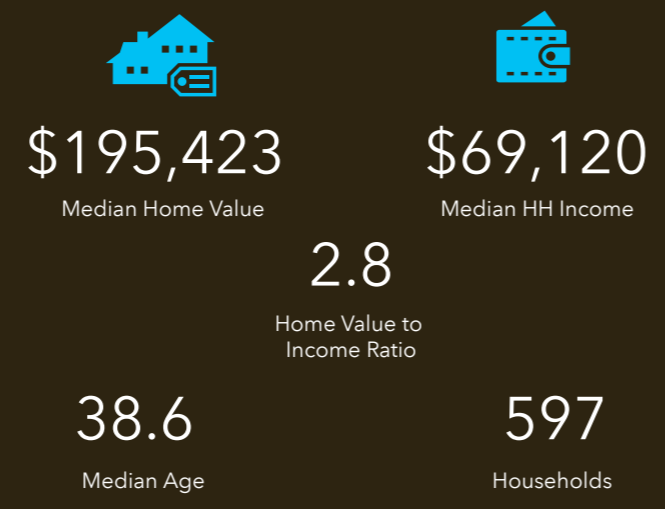 $195,423
Median Home Value
$69,120
Median HH Income
2.8
Home Value to
Income Ratio
38.6
Median Age
597
Households